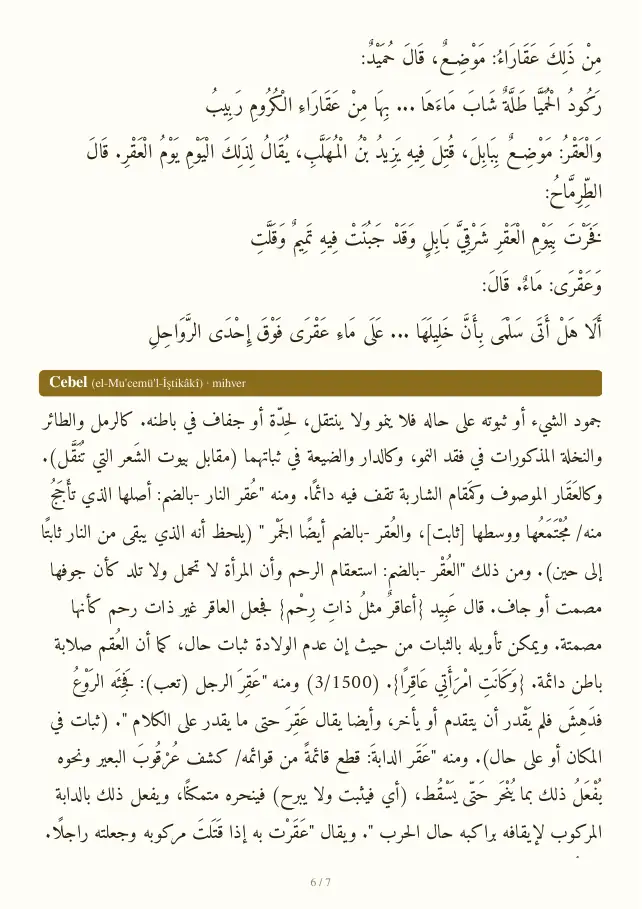 مِنْ ذَلِكَ عَقَارَاءُ: مَوْضِعٌ، قَالَ حُمَيْدٌ:
رَكُودُ الْحُمَيَّا طَلَّةٌ شَابَ مَاءَهَا ... بِهَا مِنْ عَقَارَاءِ الْكُرُومِ رَبِيبُ
وَالْعَقْرُ: مَوْضِعٌ بِبَابِلَ، قُتِلَ فِيهِ يَزِيدُ بْنُ الْمُهَلَّبِ، يُقَالُ لِذَلِكَ الْيَوْمِ يَوْمُ الْعَقْرِ. قَالَ
الطِّرِمَّاحُ:
فَخَرْتَ بِيَوْمِ الْعَقْرِ شَرْقِيَّ بَابِلٍ وَقَدْ جَبُنَتْ فِيهِ تَمِيمٌ وَقَلَّتِ
وَعَقْرَى: مَاءٌ. قَالَ:
أَلَا هَلْ أَتَى سَلْمَى بِأَنَّ خَلِيلَهَا ... عَلَى مَاءِ عَقْرَى فَوْقَ إِحْدَى الرَّوَاحِلِ
Cebel (el-Mu'cemü'l-İştikâkî) · mihver
جمود الشيء أو ثبوته على حاله فلا ينمو ولا ينتقل، لحِدّة أو جفاف في باطنه. كالرمل والطائر
والنخلة المذكورات في فقد النمو، وكالدار والضيعة في ثباتهما (مقابل بيوت الشَعر التي تُنَقَّل).
وكالعَقَار الموصوف وكمَقام الشاربة تقف فيه دائمًا. ومنه "عُقر النار -بالضم: أصلها الذي تأجَجُ
منه/ مُجْتَمَعُها ووسطها [ثابت]، والعُقر -بالضم أيضًا الجَمْر " (يلحظ أنه الذي يبقى من النار ثابتًا
إلى حين). ومن ذلك "العُقْر -بالضم: استعقام الرحم وأن المرأة لا تحمل ولا تلد كأن جوفها
مصمت أو جاف. قال عَبِيد {أعاقرٌ مثلُ ذاتِ رِحْم} فجعل العاقر غير ذات رحم كأنها
مصمتة. ويمكن تأويله بالثبات من حيث إن عدم الولادة ثبات حال، كما أن العُقم صلابة
باطن دائمة. {وَكَانَتِ امْرَأَتِي عَاقِرًا}. (3/1500) ومنه "عَقِرَ الرجل (تعب): فَجِئَه الرَوْعُ
فدَهِشَ فلم يَقْدر أن يتقدم أو يأخر، وأيضا يقال عَقِرَ حتى ما يقدر على الكلام ". (ثبات في
المكان أو على حال). ومنه "عَقَر الدابةَ: قطع قائمةً من قوائمه/ كشف عُرْقُوبَ البعير ونحوه
يُفْعَلُ ذلك بما يُنْحَر حَتّى يَسْقُط، (أي فيثبت ولا يبرح) فينحره متمكنًا، ويفعل ذلك بالدابة
المركوب لإيقافه براكبه حال الحرب ". ويقال "عَقَرْت به إذا قَتَلتَ مركوبه وجعلته راجلًا.
6 / 7